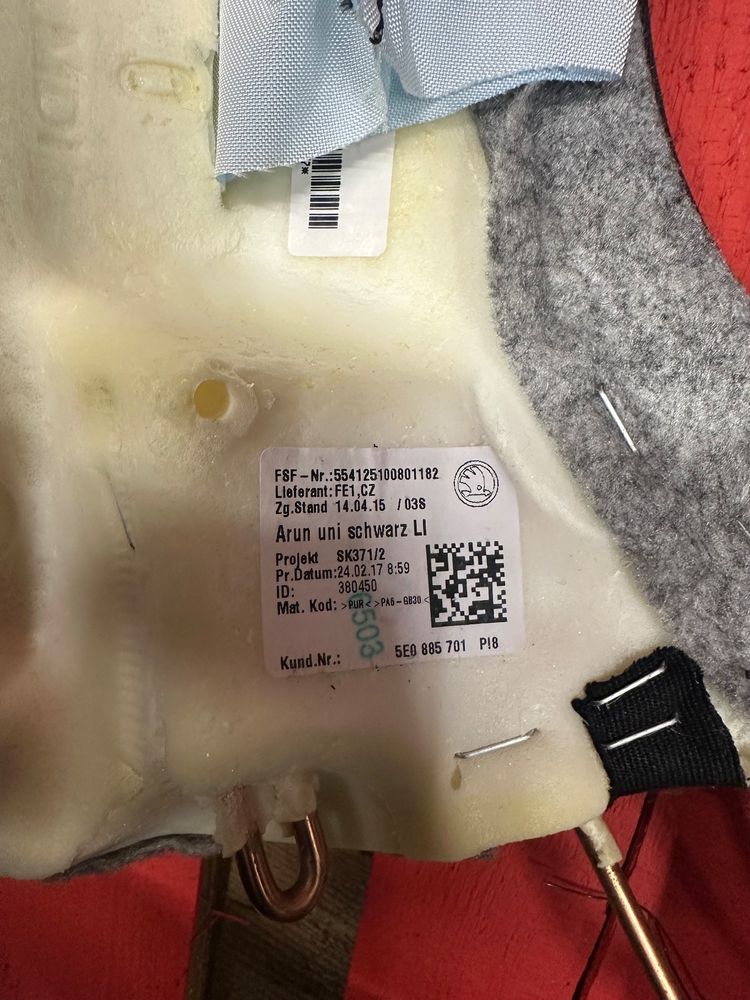 FSF-Nr.:554125100801182
Lieferant:FE1,CZ
Zg.Stand 14.04.15 /03S
Arun uni schwarz LI
Projekt SK371/2
Pr.Datum:24.02.17 8:59
ID: 380450
Mat. Kod: >PUR< >PA6-GB30<
503
Kund.Nr.: 5E0 885 701 PI8